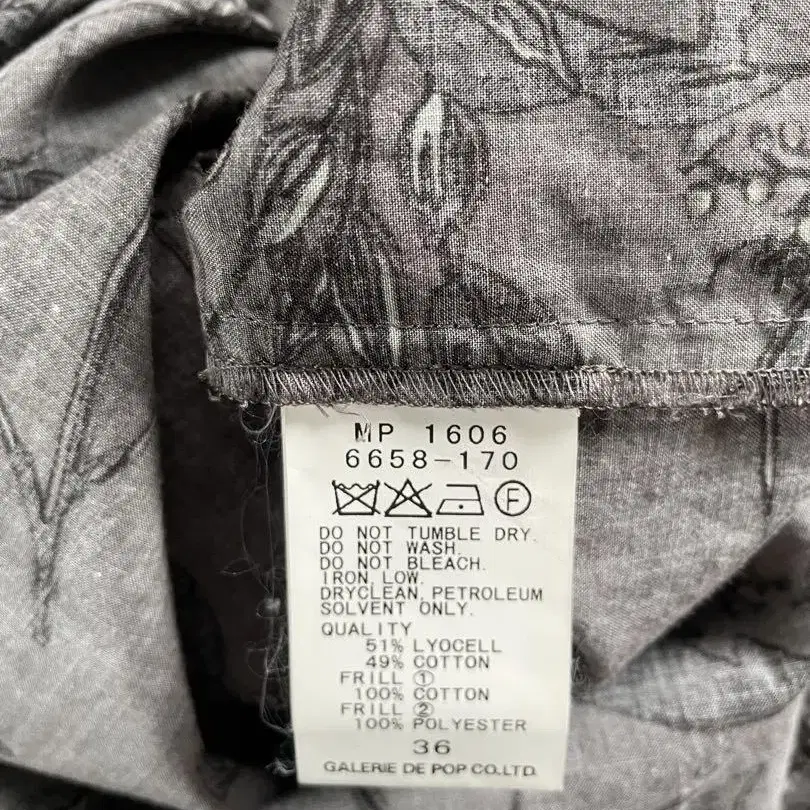 MP 1606
6658-170
F
DO NOT TUMBLE DRY.
DO NOT WASH.
DO NOT BLEACH.
IRON, LOW.
DRYCLEAN, PETROLEUM
SOLVENT ONLY.
QUALITY
51% LYOCELL
49% COTTON
FRILL ①
100% COTTON
FRILL ②
100% POLYESTER
36
GALERIE DE POP CO.LTD.